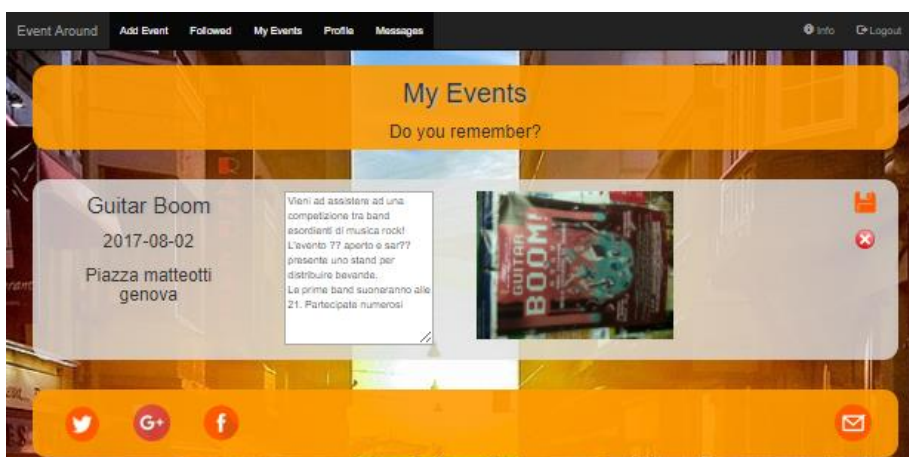 Event Around Add Event Followed My Events Profile Messages Info Logout
My Events
Do you remember?
Guitar Boom
2017-08-02
Piazza matteotti
genova
Vieni ad assistere ad una
competizione tra band
esordienti di musica rock!
L'evento ?? aperto e sar??
presente uno stand per
distribuire bevande.
Le prime band suoneranno alle
21. Partecipate numerosi
GUITAR
BOOM!
G+